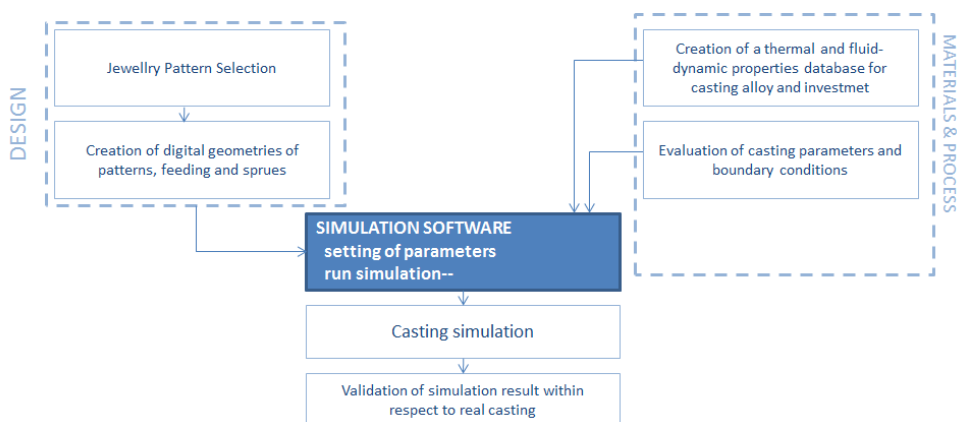 DESIGN
Jewellry Pattern Selection
Creation of digital geometries of
patterns, feeding and sprues
MATERIALS & PROCESS
Creation of a thermal and fluid-
dynamic properties database for
casting alloy and investmet
Evaluation of casting parameters and
boundary conditions
SIMULATION SOFTWARE
setting of parameters
run simulation--
Casting simulation
Validation of simulation result within
respect to real casting